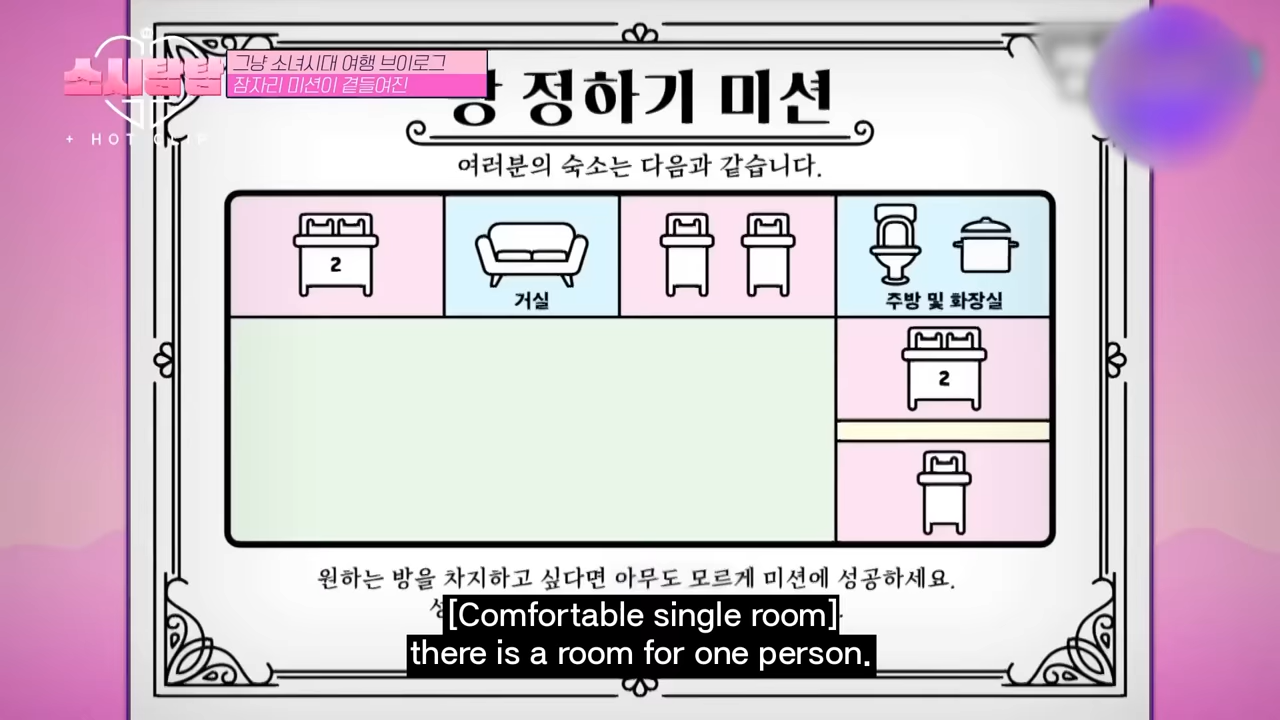 소시탐탐
+ HOT CLIP
그냥 소녀시대 여행 브이로그
잠자리 미션이 곁들여진
정하기 미션
여러분의 숙소는 다음과 같습니다.
2
거실
주방 및 화장실
2
원하는 방을 차지하고 싶다면 아무도 모르게 미션에 성공하세요.
[Comfortable single room]
there is a room for one person.